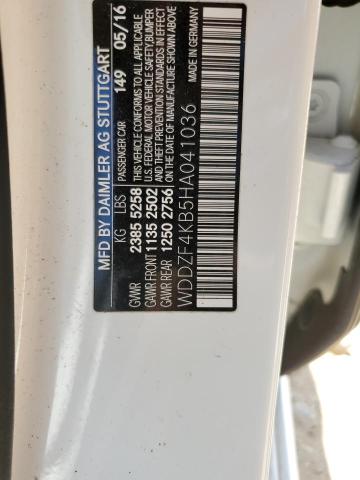 MFD. BY DAIMLER AG STUTTGART
KG LBS PASSENGER CAR 149 05/16
GVWR 2385 5258 THIS VEHICLE CONFORMS TO ALL APPLICABLE
GAWR FRONT 1135 2502 U.S. FEDERAL MOTOR VEHICLE SAFETY, BUMPER
GAWR REAR 1250 2756 AND THEFT PREVENTION STANDARDS IN EFFECT
ON THE DATE OF MANUFACTURE SHOWN ABOVE
WDDZF4KB5HA041036 MADE IN GERMANY